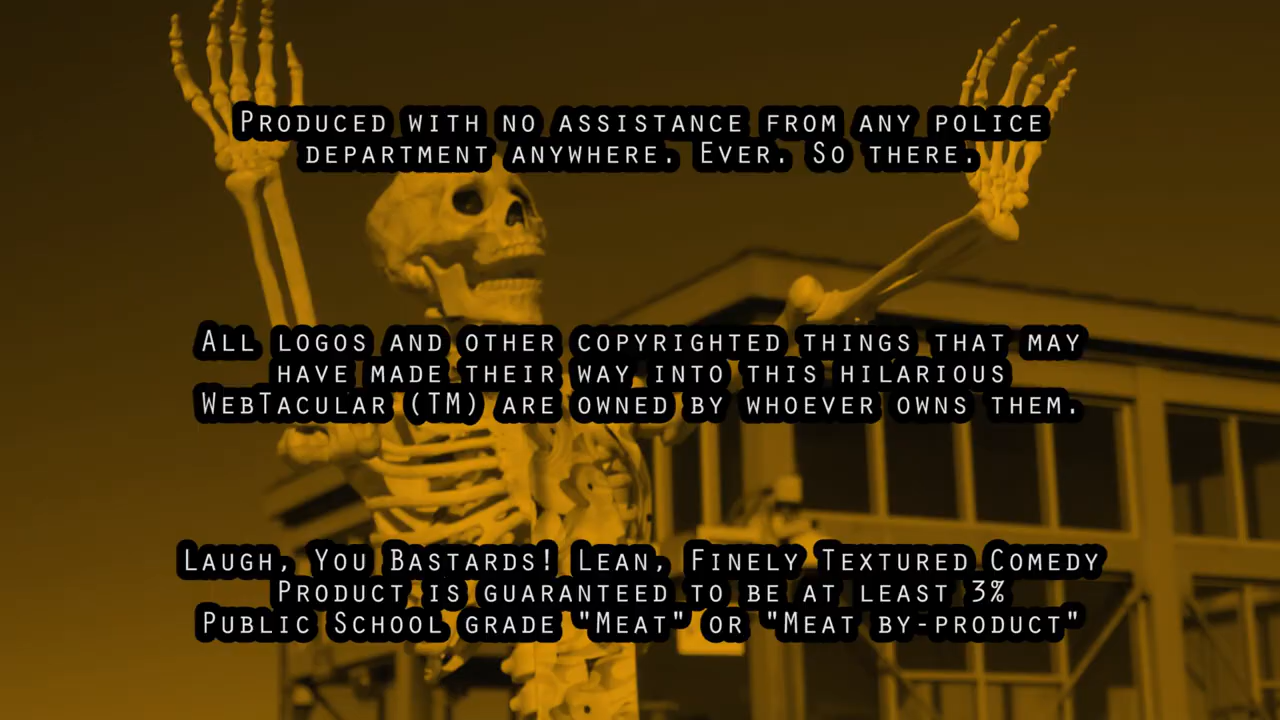 Produced with no assistance from any police
department anywhere. Ever. So there.
All logos and other copyrighted things that may
have made their way into this hilarious
WebTacular (TM) are owned by whoever owns them.
Laugh, You Bastards! Lean, Finely Textured Comedy
Product is guaranteed to be at least 3%
Public School grade "Meat" or "Meat by-product"